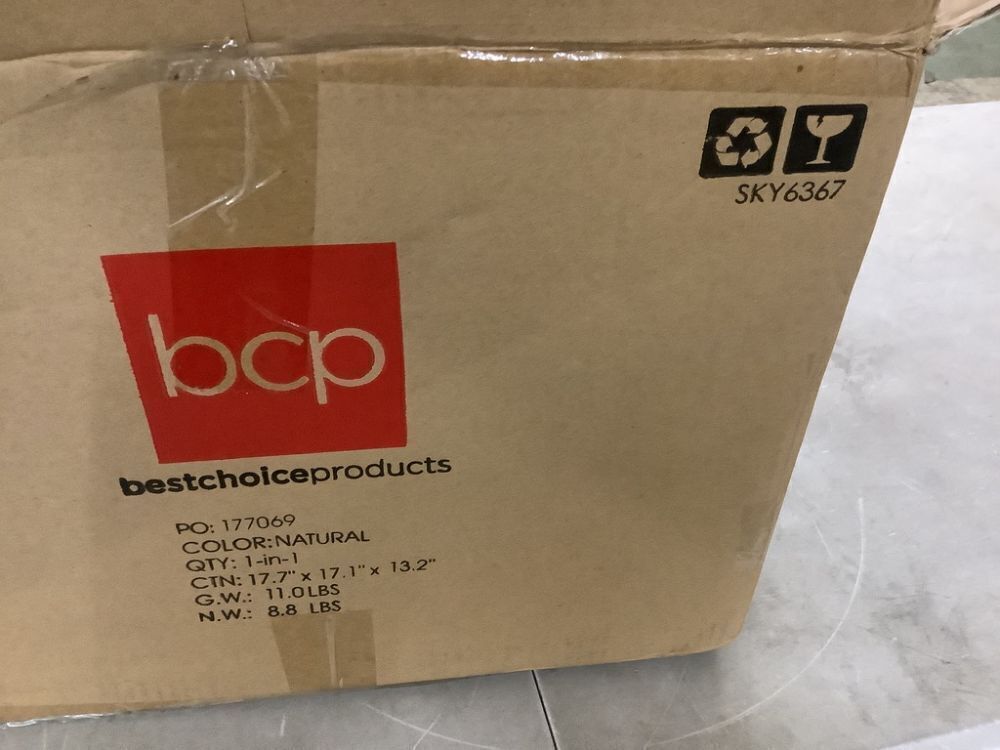 SKY6367
bcp
bestchoiceproducts
PO: 177069
COLOR:NATURAL
QTY: 1-in-1
CTN: 17.7" x 17.1" x 13.2"
G.W.: 11.0LBS
N.W.: 8.8 LBS